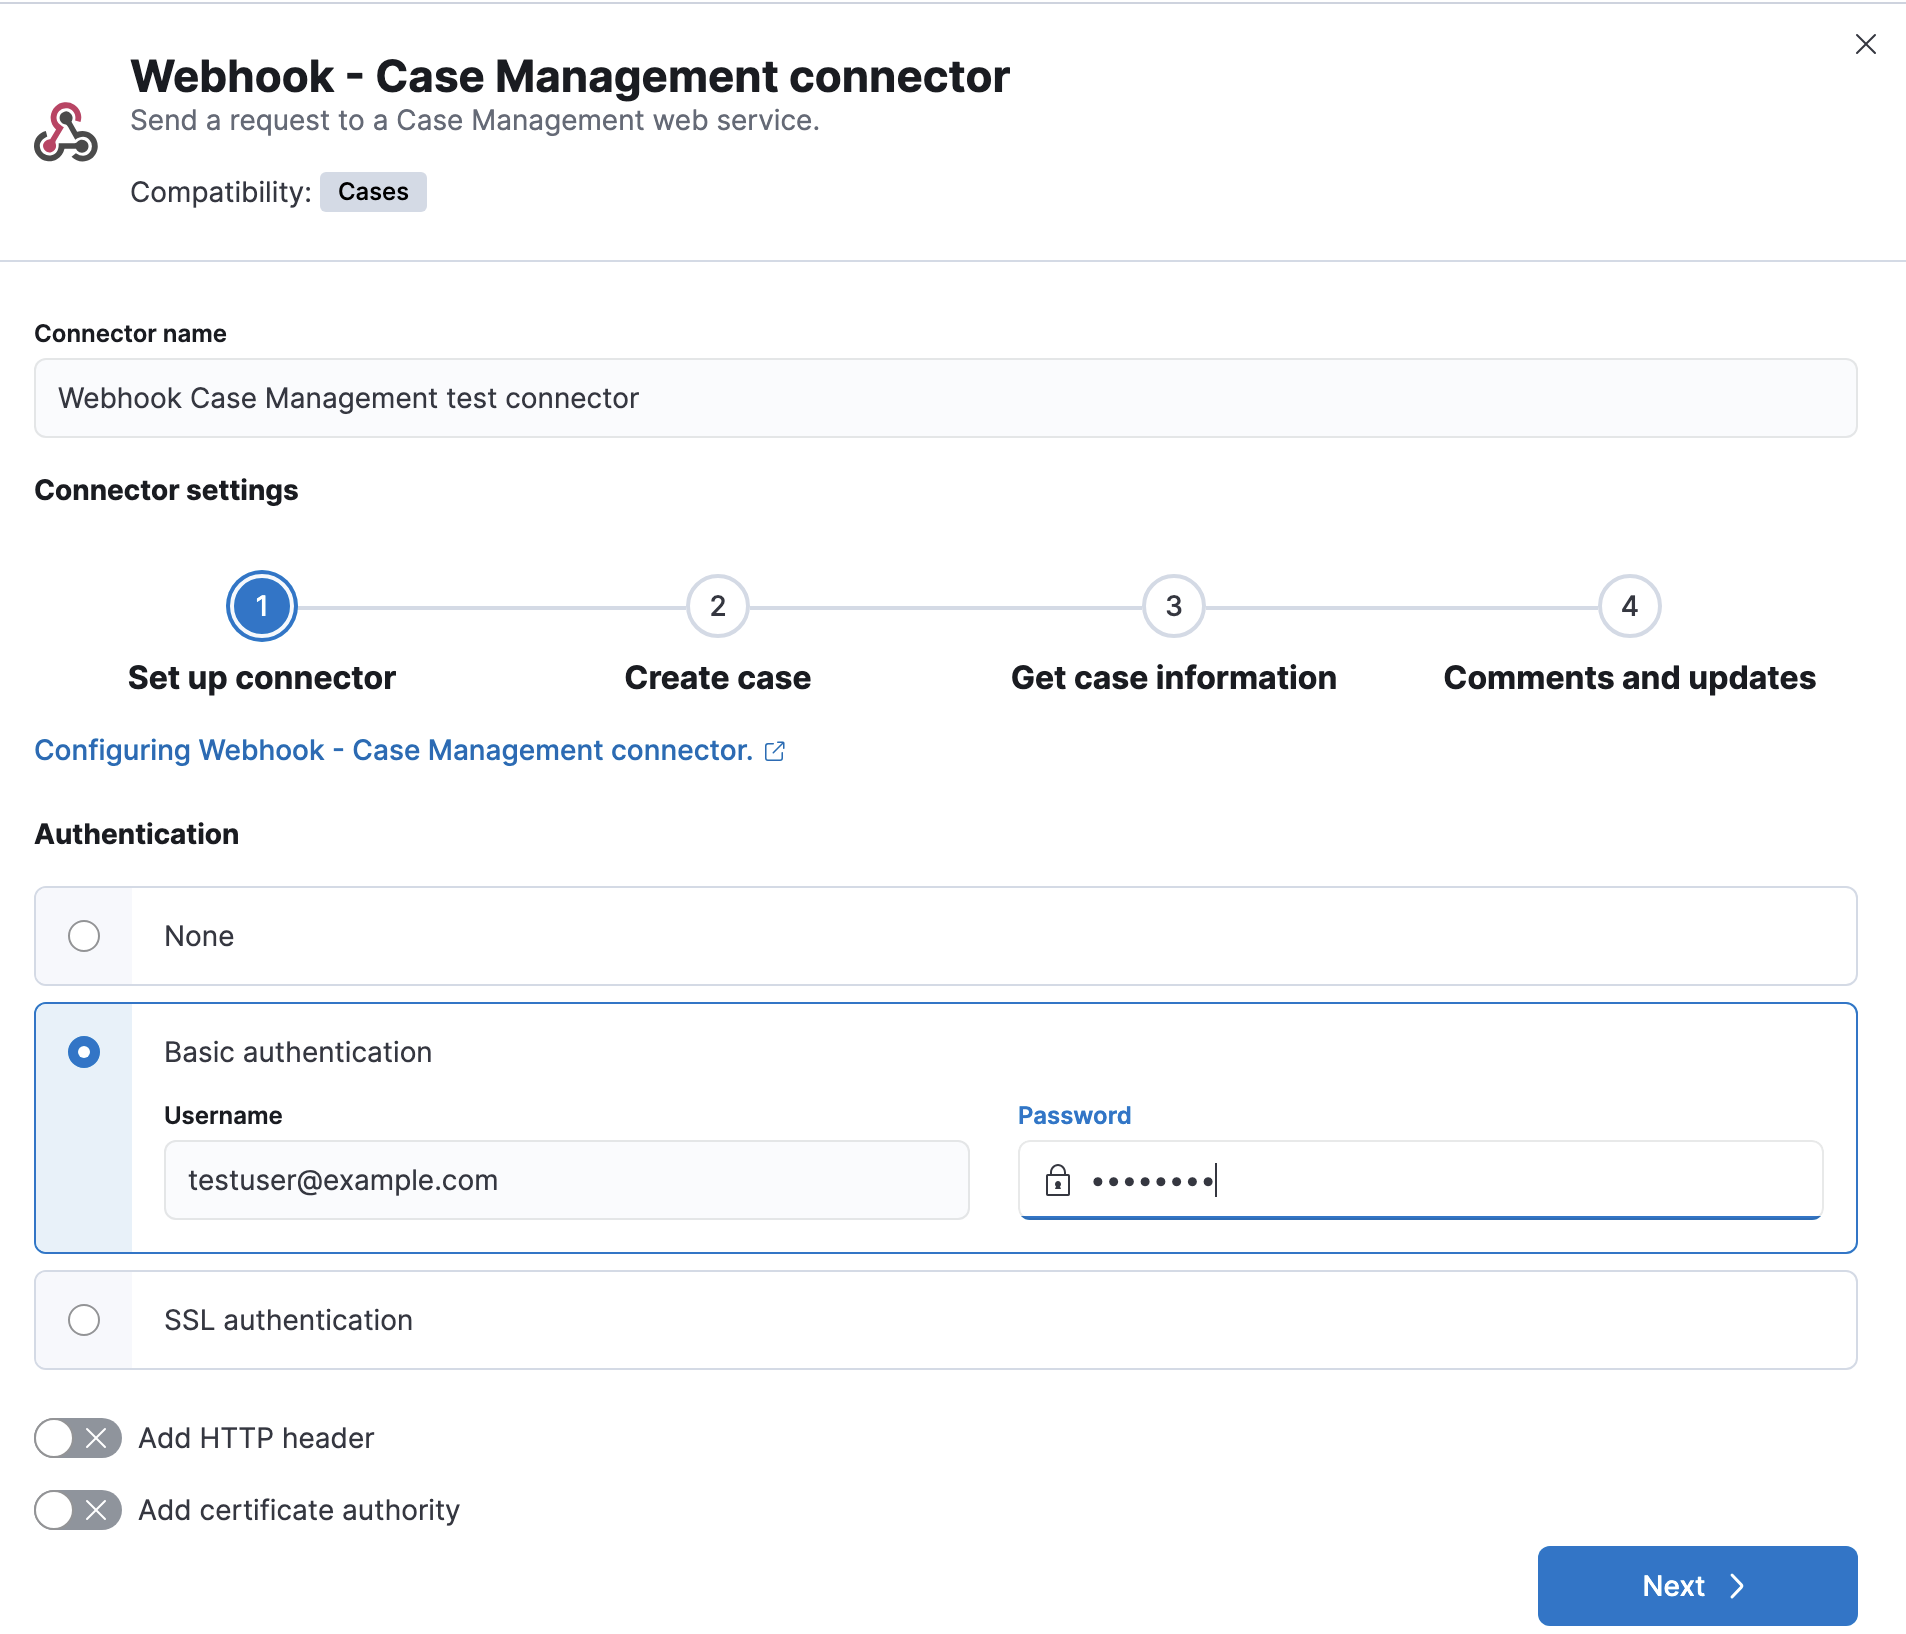 Webhook - Case Management connector
Send a request to a Case Management web service.
Compatibility: Cases
Connector name
Webhook Case Management test connector
Connector settings
1 2 3 4
Set up connector Create case Get case information Comments and updates
Configuring Webhook - Case Management connector.
Authentication
None
Basic authentication
Username Password
testuser@example.com ••••••••
SSL authentication
Add HTTP header
Add certificate authority
Next